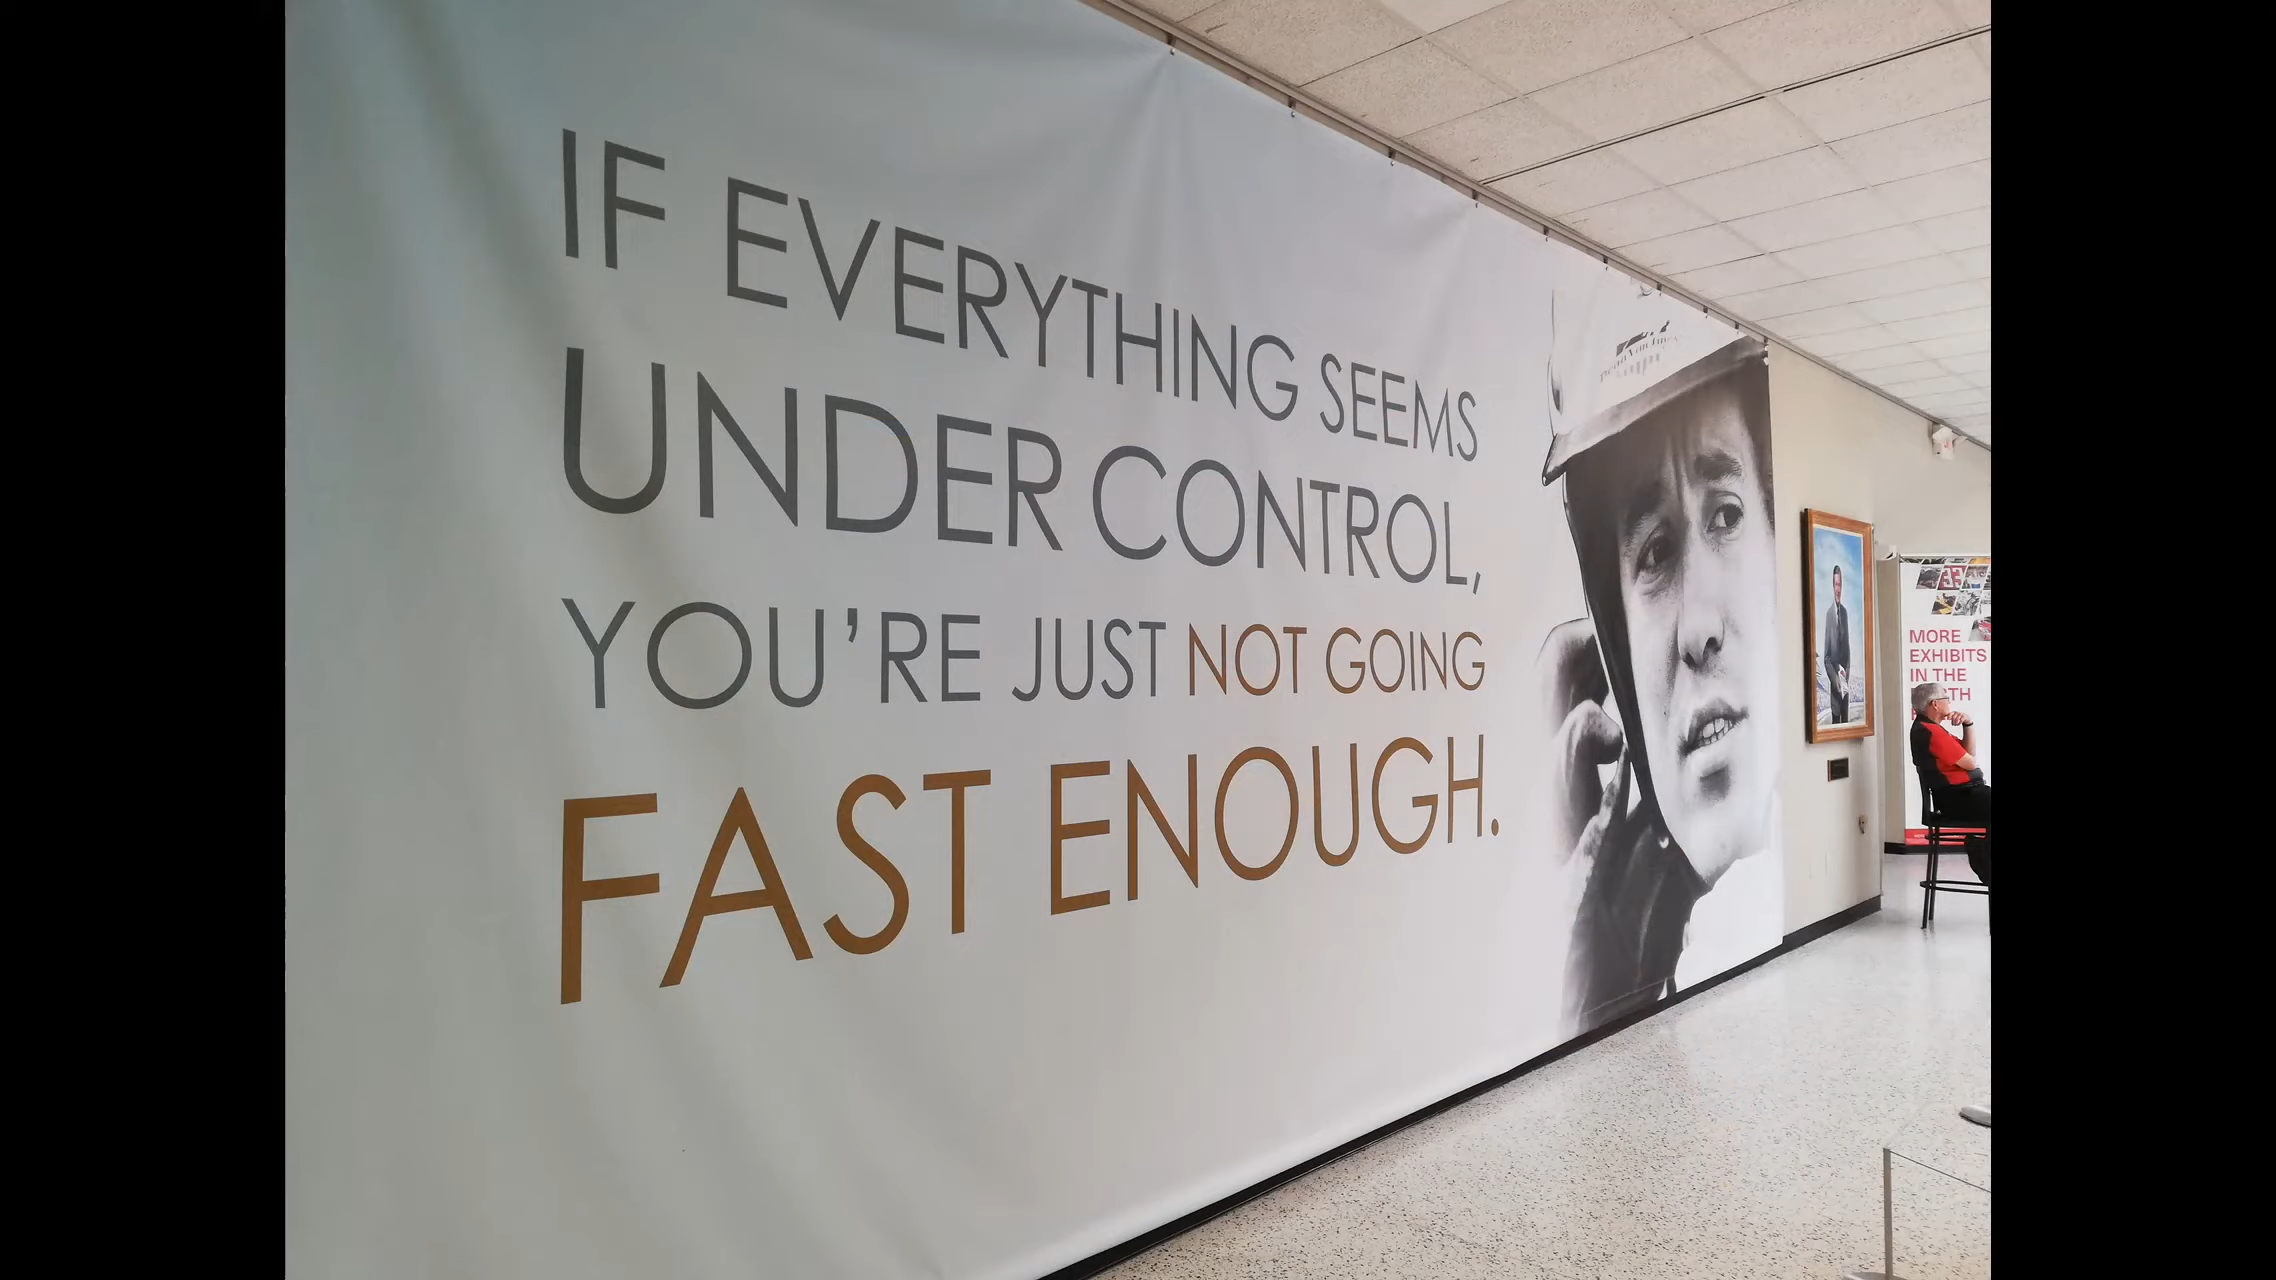 IF EVERYTHING SEEMS
UNDER CONTROL,
YOU'RE JUST NOT GOING
FAST ENOUGH.
MORE
EXHIBITS
IN THE